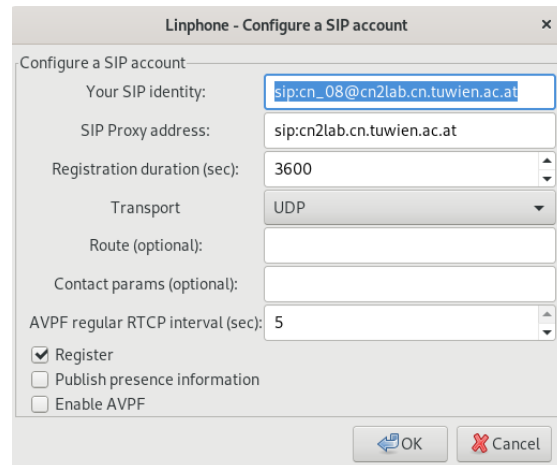 Linphone - Configure a SIP account ×
Configure a SIP account
Your SIP identity: sip:cn_08@cn2lab.cn.tuwien.ac.at
SIP Proxy address: sip:cn2lab.cn.tuwien.ac.at
Registration duration (sec): 3600
Transport UDP
Route (optional):
Contact params (optional):
AVPF regular RTCP interval (sec): 5
Register
Publish presence information
Enable AVPF
OK Cancel